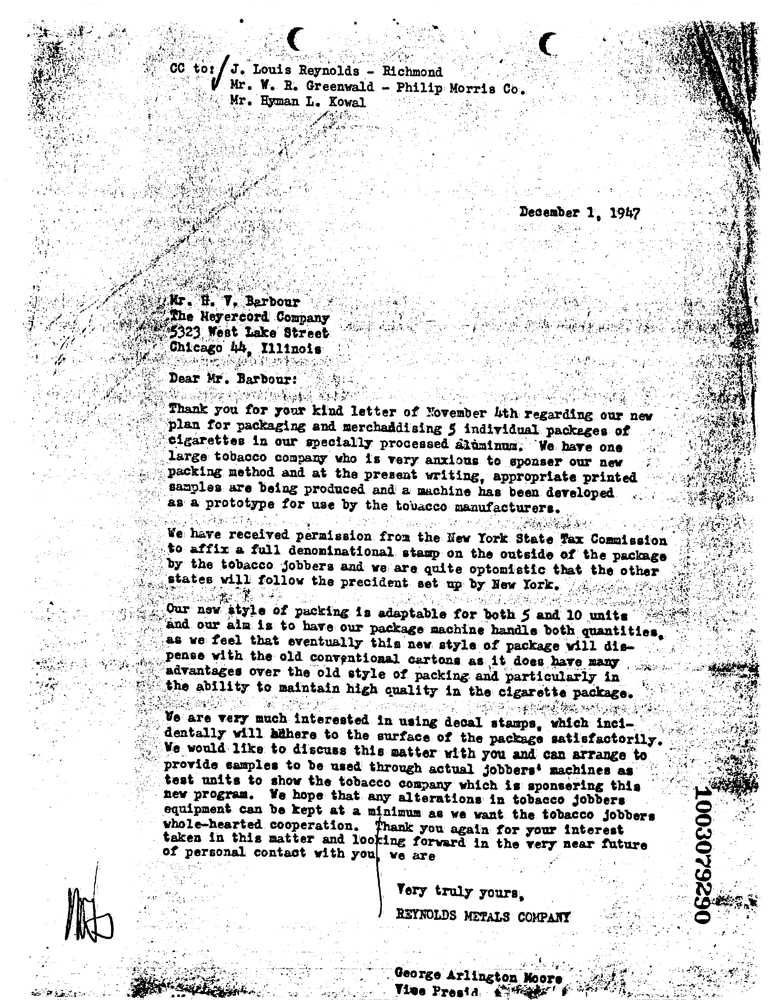 CC to: J. Louis Reynolds - Richmond
Mr. W. R. Greenwald - Philip Morris Co.
Mr. Hyman L. Kowal
December 1, 1947
Mr. H. V. Barbour
The Meyercord Company
5323 West Lake Street
Chicago 44, Illinois
Dear Mr. Barbour:
Thank you for your kind letter of November 4th regarding our new
plan for packaging and merchandising 5 individual packages of
cigarettes in our specially processed aluminum. We have one
large tobacco company who is very anxious to sponser our new
packing method and at the present writing, appropriate printed
samples are being produced and a machine has been developed
as a prototype for use by the tobacco manufacturers.
We have received permission from the New York State Tax Commission
to affix a full denominational stamp on the outside of the package
by the tobacco jobbers and we are quite optomistic that the other
states will follow the precident set up by New York.
Our new style of packing is adaptable for both 5 and 10 units
and our aim is to have our package machine handle both quantities,
as we feel that eventually this new style of package will dis-
pense with the old conventional cartons as it does have many
advantages over the old style of packing and particularly in
the ability to maintain high quality in the cigarette package.
We are very much interested in using decal stamps, which inci-
dentally will adhere to the surface of the package satisfactorily.
We would like to discuss this matter with you and can arrange to
provide samples to be used through actual jobbers' machines as
test units to show the tobacco company which is sponsering this
new program. We hope that any alterations in tobacco jobbers
equipment can be kept at a minimum as we want the tobacco jobbers
whole-hearted cooperation. Thank you again for your interest
taken in this matter and looking forward in the very near future
of personal contact with you, we are
Very truly yours,
REYNOLDS METALS COMPANY
George Arlington Moore
Vice
1003079290